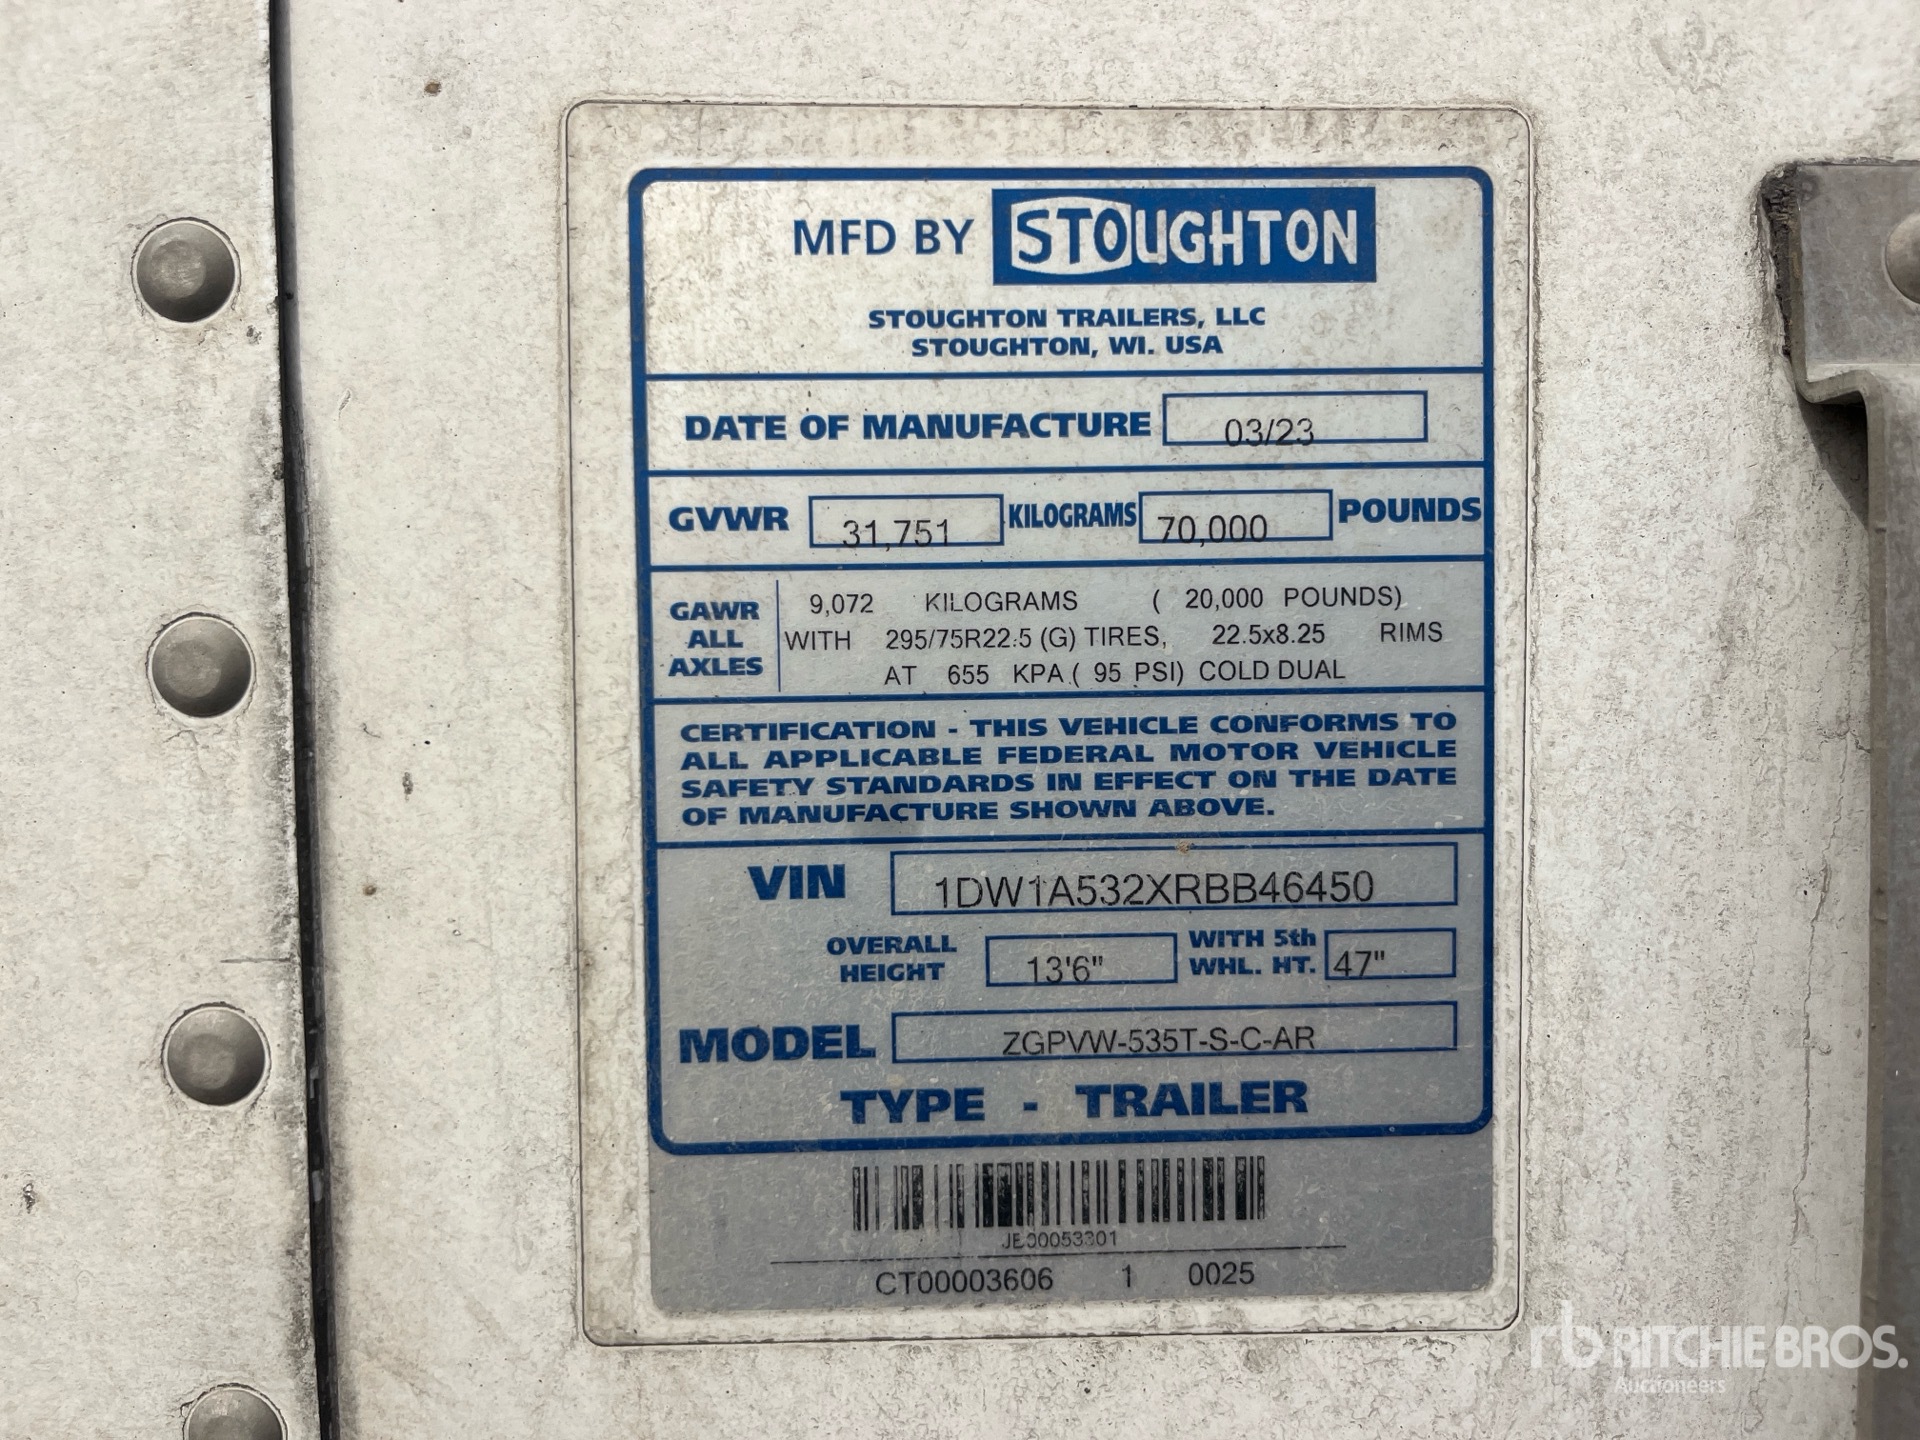 MFD BY STOUGHTON
STOUGHTON TRAILERS, LLC
STOUGHTON, WI. USA
DATE OF MANUFACTURE 03/23
GVWR 31,751 KILOGRAMS 70,000 POUNDS
GAWR ALL AXLES
9,072 KILOGRAMS ( 20,000 POUNDS)
WITH 295/75R22.5 (G) TIRES, 22.5x8.25 RIMS
AT 655 KPA ( 95 PSI) COLD DUAL
CERTIFICATION - THIS VEHICLE CONFORMS TO
ALL APPLICABLE FEDERAL MOTOR VEHICLE
SAFETY STANDARDS IN EFFECT ON THE DATE
OF MANUFACTURE SHOWN ABOVE.
VIN 1DW1A532XRBB46450
OVERALL HEIGHT 13'6" WITH 5th WHL. HT. 47"
MODEL ZGPVW-535T-S-C-AR
TYPE - TRAILER
CT00003606 1 0025
rb RITCHIE BROS.
Auctioneers